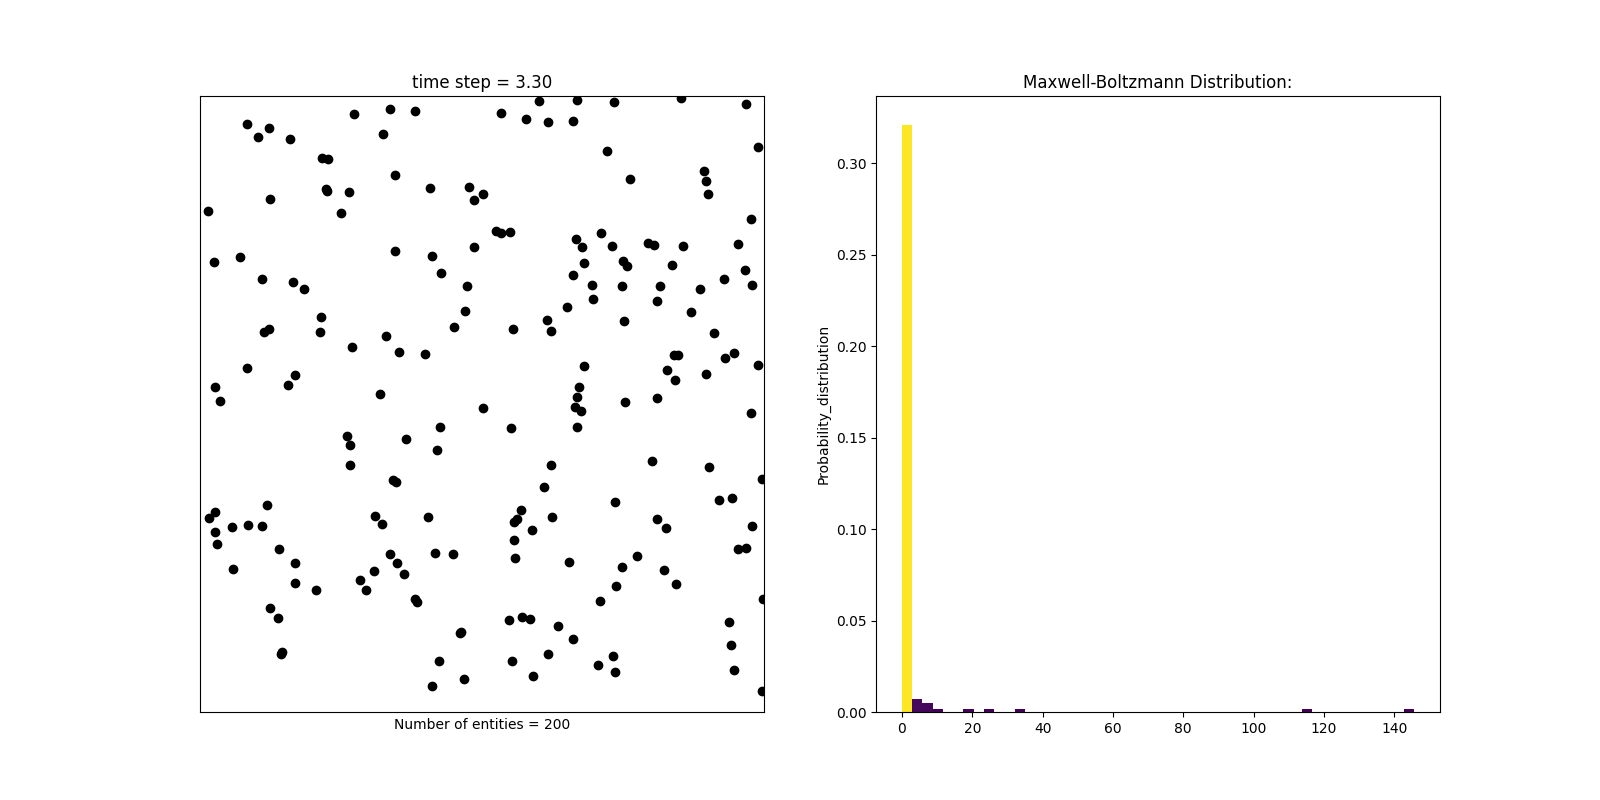 time step = 3.30
Number of entities = 200
Maxwell-Boltzmann Distribution:
Probability_distribution
0.30
0.25
0.20
0.15
0.10
0.05
0.00
0 20 40 60 80 100 120 140